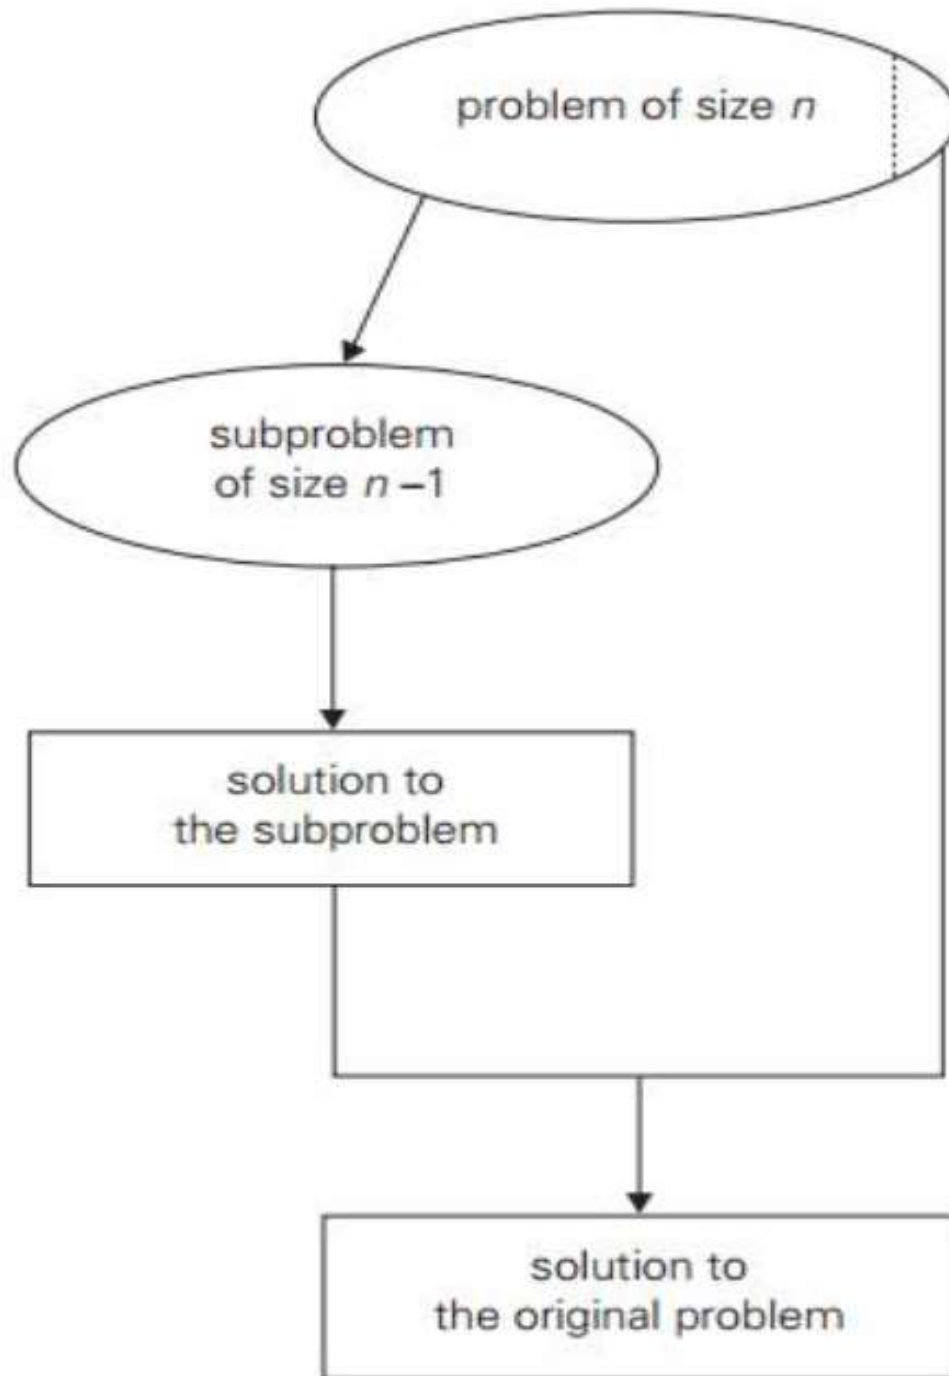 problem of size n
subproblem
of size n –1
solution to
the subproblem
solution to
the original problem